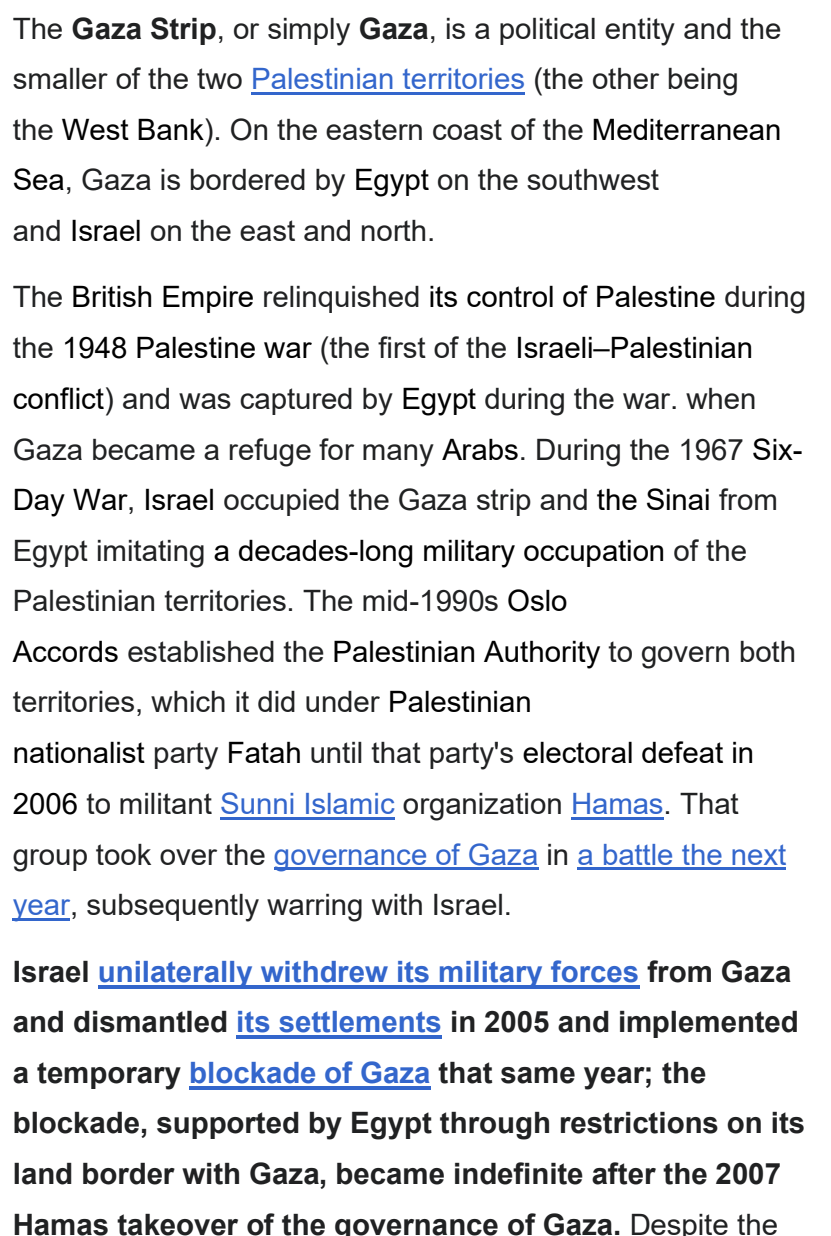 The Gaza Strip, or simply Gaza, is a political entity and the
smaller of the two Palestinian territories (the other being
the West Bank). On the eastern coast of the Mediterranean
Sea, Gaza is bordered by Egypt on the southwest
and Israel on the east and north.
The British Empire relinquished its control of Palestine during
the 1948 Palestine war (the first of the Israeli–Palestinian
conflict) and was captured by Egypt during the war. when
Gaza became a refuge for many Arabs. During the 1967 Six-
Day War, Israel occupied the Gaza strip and the Sinai from
Egypt imitating a decades-long military occupation of the
Palestinian territories. The mid-1990s Oslo
Accords established the Palestinian Authority to govern both
territories, which it did under Palestinian
nationalist party Fatah until that party's electoral defeat in
2006 to militant Sunni Islamic organization Hamas. That
group took over the governance of Gaza in a battle the next
year, subsequently warring with Israel.
Israel unilaterally withdrew its military forces from Gaza
and dismantled its settlements in 2005 and implemented
a temporary blockade of Gaza that same year; the
blockade, supported by Egypt through restrictions on its
land border with Gaza, became indefinite after the 2007
Hamas takeover of the governance of Gaza. Despite the